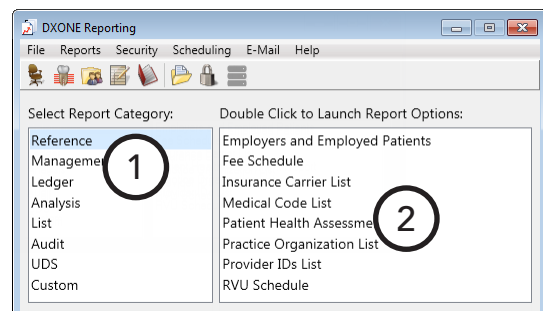 DXONE Reporting
File Reports Security Scheduling E-Mail Help
Select Report Category:
Reference
Ledger
Analysis
List
Audit
UDS
Custom
1
Double Click to Launch Report Options:
Employers and Employed Patients
Fee Schedule
Insurance Carrier List
Medical Code List
Patient Health
Practice Organization List
Provider IDs List
RVU Schedule
2